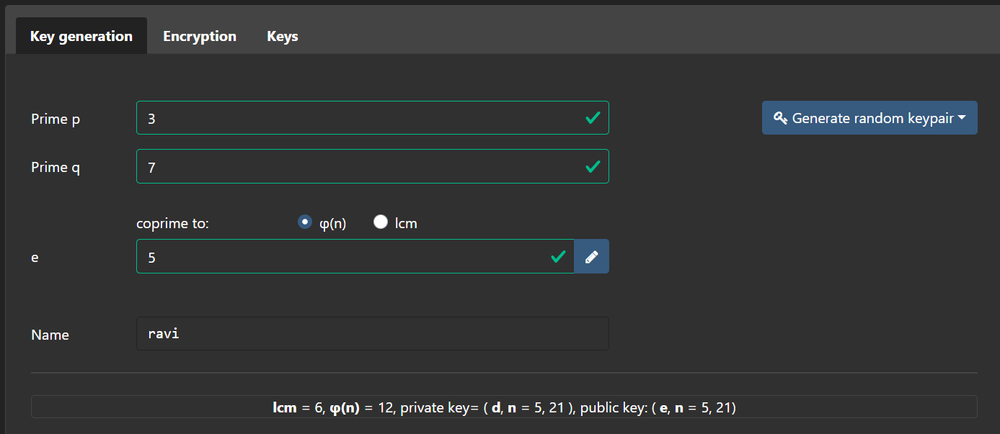 Key generation Encryption Keys
Prime p 3 Generate random keypair
Prime q 7
coprime to: φ(n) lcm
e 5
Name ravi
lcm = 6, φ(n) = 12, private key= ( d, n = 5, 21 ), public key: ( e, n = 5, 21)